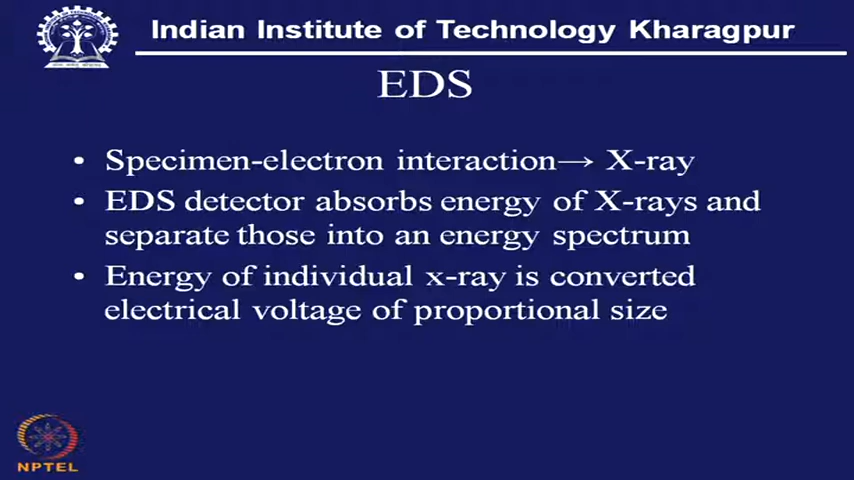 Indian Institute of Technology Kharagpur
EDS
• Specimen-electron interaction→ X-ray
• EDS detector absorbs energy of X-rays and
separate those into an energy spectrum
• Energy of individual x-ray is converted
electrical voltage of proportional size
NPTEL